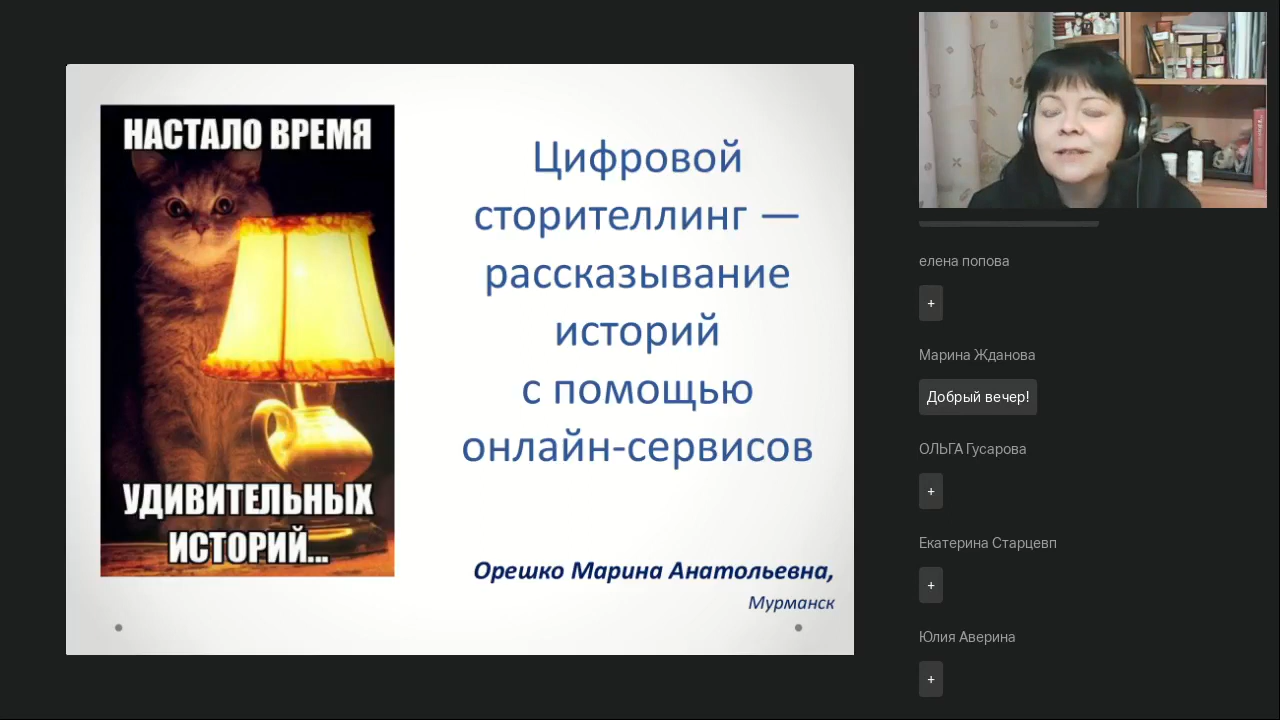 НАСТАЛО ВРЕМЯ
УДИВИТЕЛЬНЫХ
ИСТОРИЙ...
Цифровой
сторителлинг —
рассказывание
историй
с помощью
онлайн-сервисов
Орешко Марина Анатольевна,
Мурманск
елена попова
+
Марина Жданова
Добрый вечер!
ОЛЬГА Гусарова
+
Екатерина Старцевп
+
Юлия Аверина
+